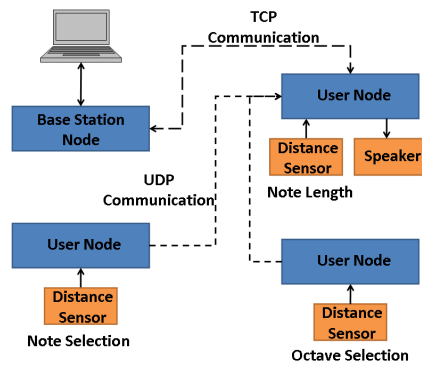 TCP
Communication
User Node
Base Station
Node
Distance
Sensor
Speaker
Note Length
UDP
Communication
User Node
User Node
Distance
Sensor
Note Selection
Distance
Sensor
Octave Selection